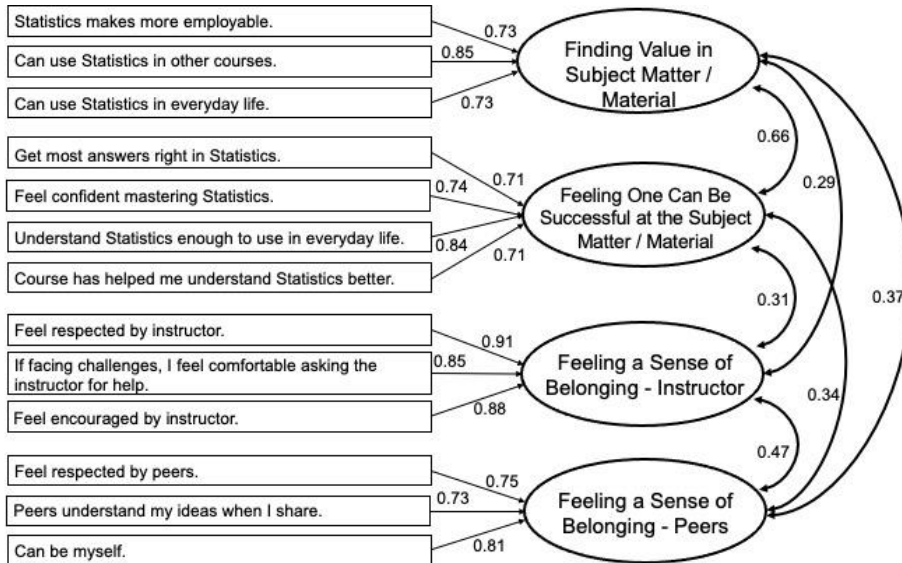 Statistics makes more employable.
0.73
Can use Statistics in other courses.
0.85
Can use Statistics in everyday life.
0.73
Finding Value in
Subject Matter /
Material
Get most answers right in Statistics.
0.71
Feel confident mastering Statistics.
0.74
Understand Statistics enough to use in everyday life.
0.84
Course has helped me understand Statistics better.
0.71
Feeling One Can Be
Successful at the Subject
Matter / Material
Feel respected by instructor.
0.91
If facing challenges, I feel comfortable asking the
instructor for help.
0.85
Feel encouraged by instructor.
0.88
Feeling a Sense of
Belonging - Instructor
Feel respected by peers.
0.75
Peers understand my ideas when I share.
0.73
Can be myself.
0.81
Feeling a Sense of
Belonging - Peers
0.66
0.29
0.31
0.37
0.34
0.47